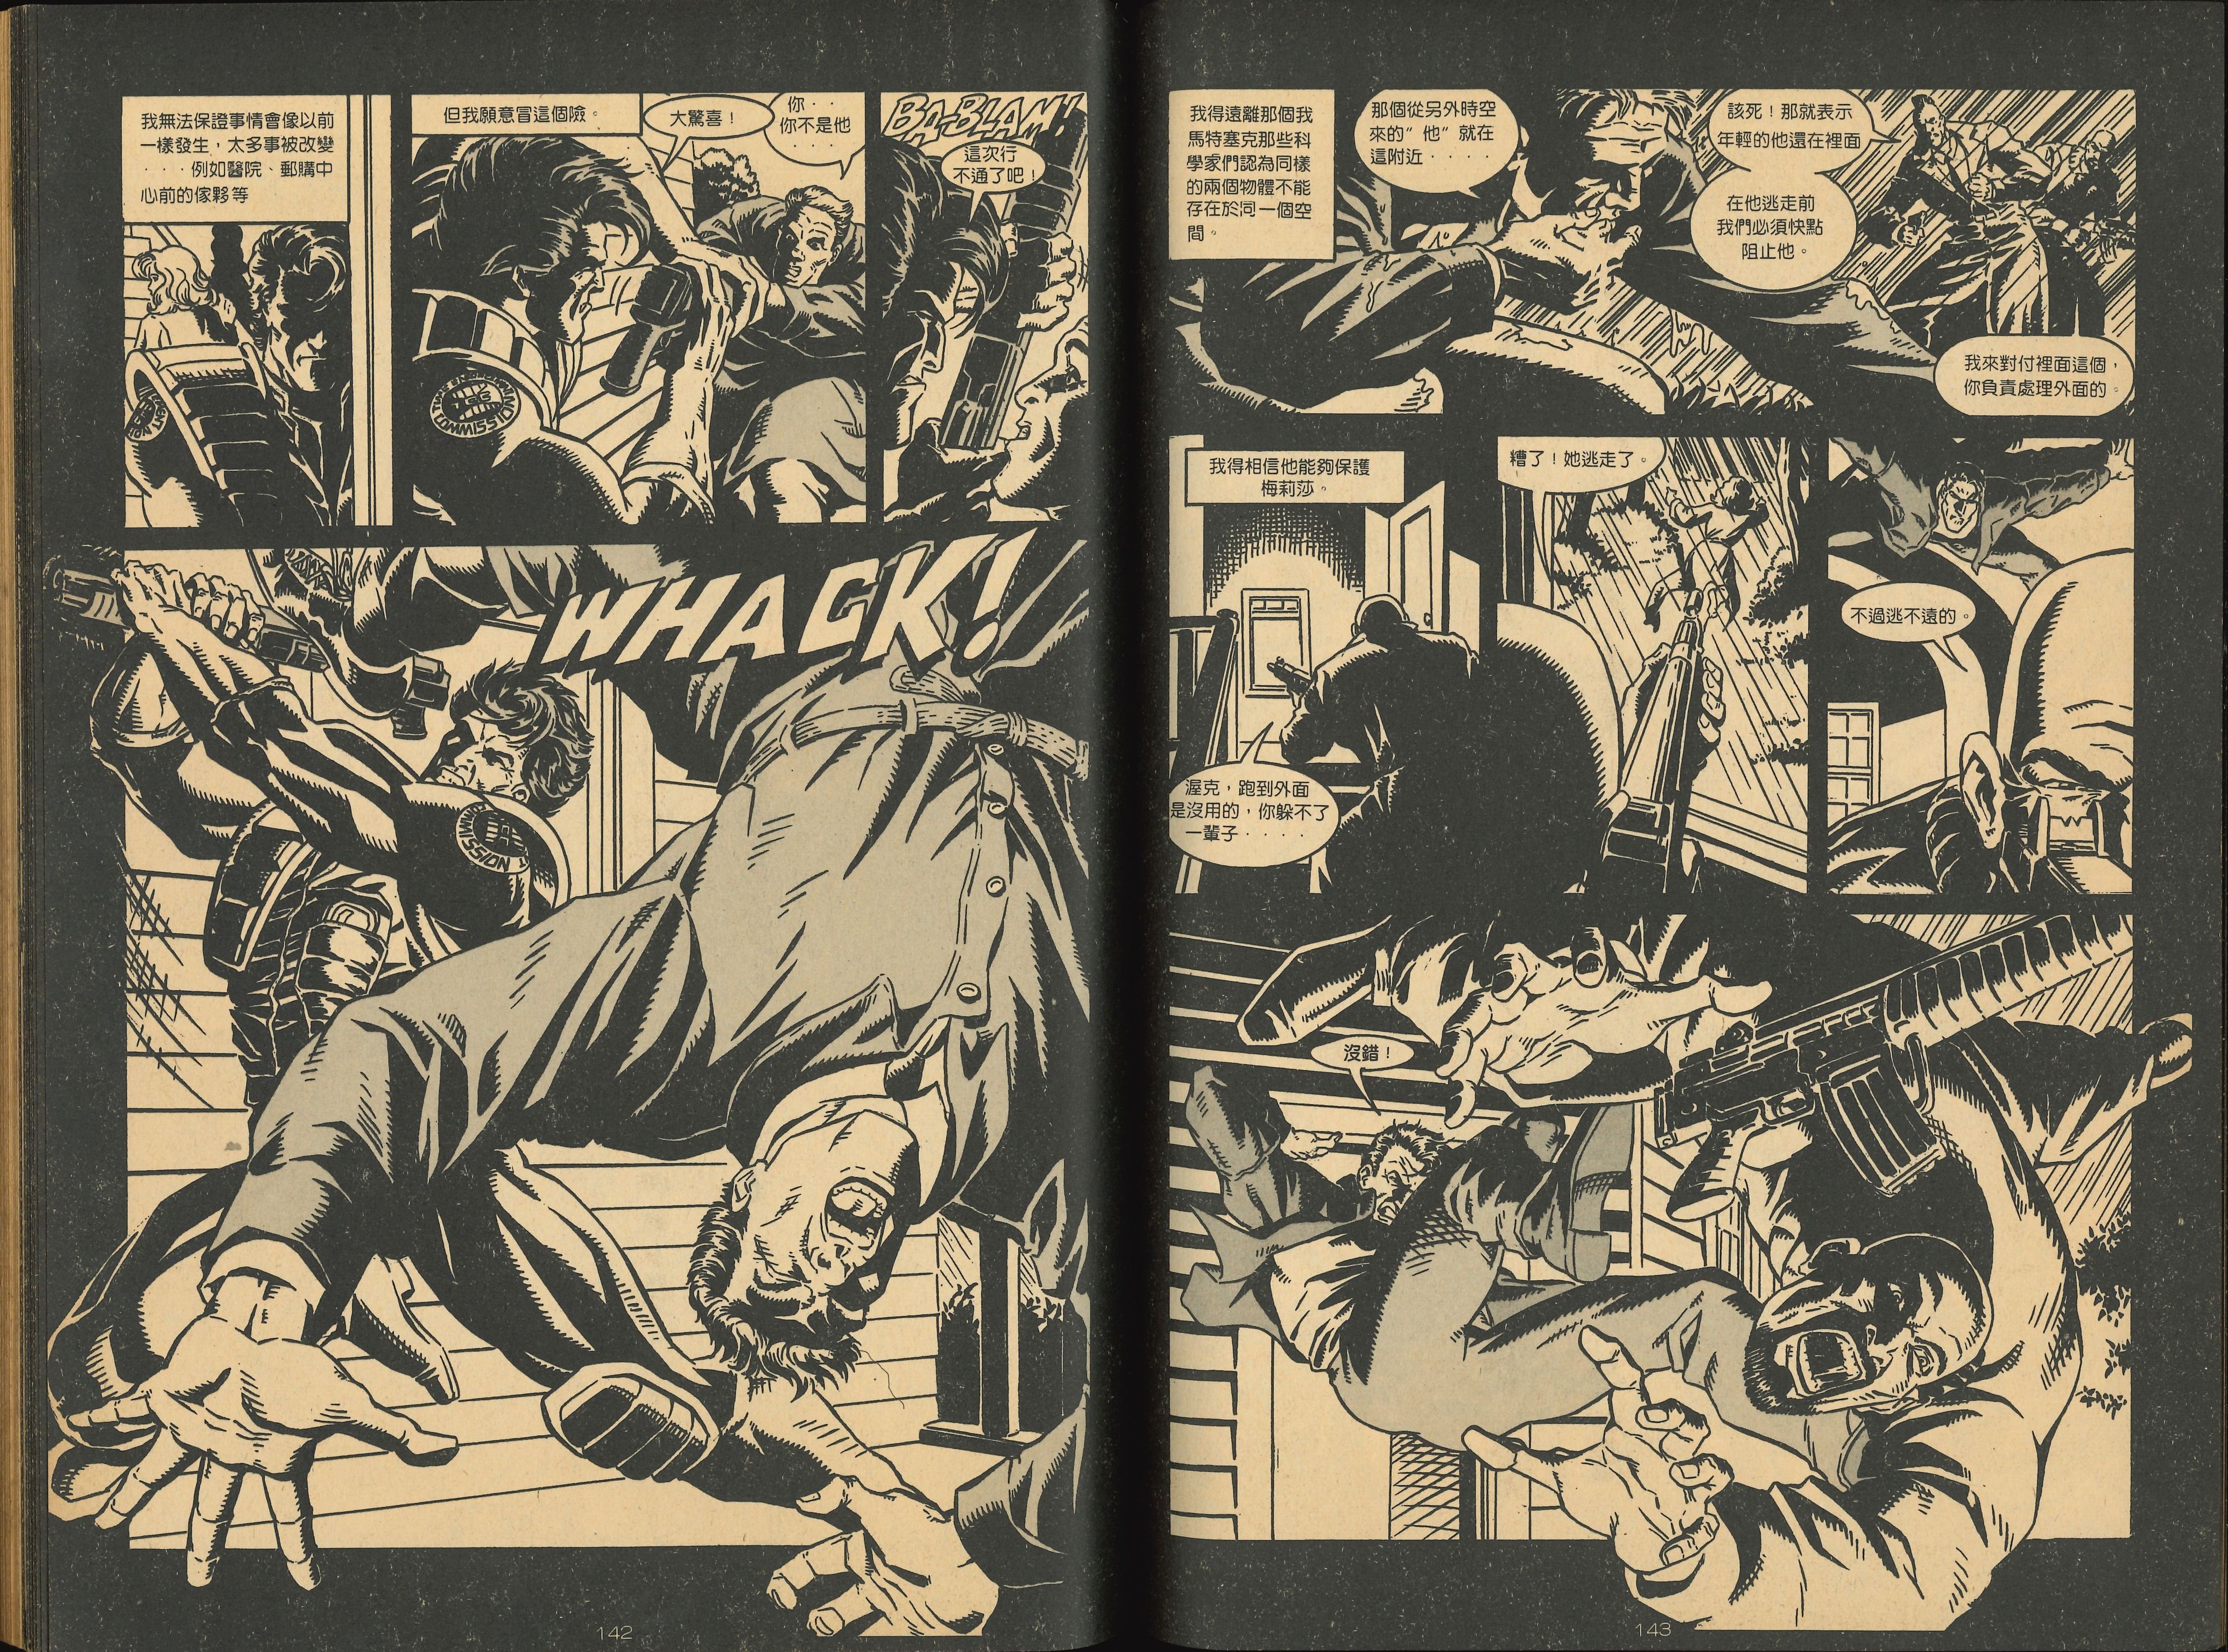 我無法保證事情會像以前
一樣發生，太多事被改變
···例如醫院、郵購中
心前的傢夥等
但我願意冒這個險。
大驚喜！
你··
你不是他
····
BA-BLAM!
這次行
不通了吧！
COMMISSION
WHACK!
142
我得遠離那個我
馬特塞克那些科
學家們認為同樣
的兩個物體不能
存在於同一個空
間。
那個從另外時空
來的"他"就在
這附近····
該死！那就表示
年輕的他還在裡面
在他逃走前
我們必須快點
阻止他。
我來對付裡面這個，
你負責處理外面的。
我得相信他能夠保護
梅莉莎。
渥克，跑到外面
是沒用的，你躲不了
一輩子····
糟了！她逃走了。
不過逃不遠的。
沒錯！
143